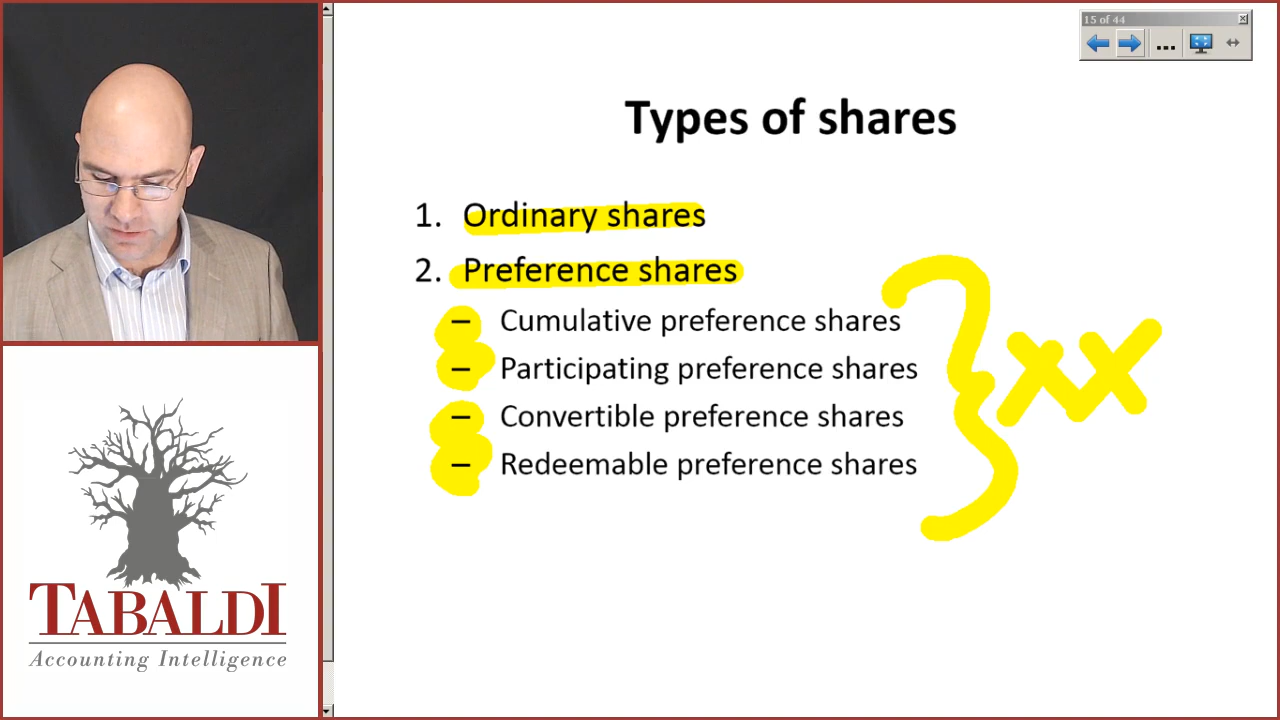 15 of 44
Types of shares
1. Ordinary shares
2. Preference shares
– Cumulative preference shares
– Participating preference shares
– Convertible preference shares
– Redeemable preference shares
xx
TABALDI
Accounting Intelligence